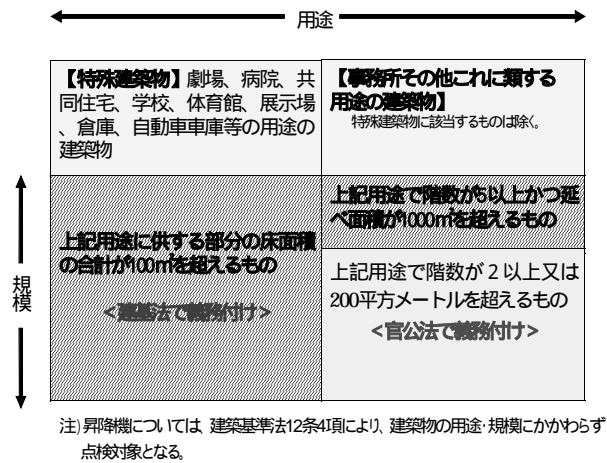 用途
【特殊建築物】劇場、病院、共
同住宅、学校、体育館、展示場
、倉庫、自動車車庫等の用途の
建築物
【事務所その他これに類する
用途の建築物】
特殊建築物に該当するものは除く。
規模
上記用途に供する部分の床面積
の合計が100㎡を超えるもの
<建基法で義務付け>
上記用途で階数が5以上かつ延
べ面積が1000㎡を超えるもの
上記用途で階数が2以上又は
200平方メートルを超えるもの
<官公法で義務付け>
注)昇降機については、建築基準法12条4項により、建築物の用途・規模にかかわらず
点検対象となる。